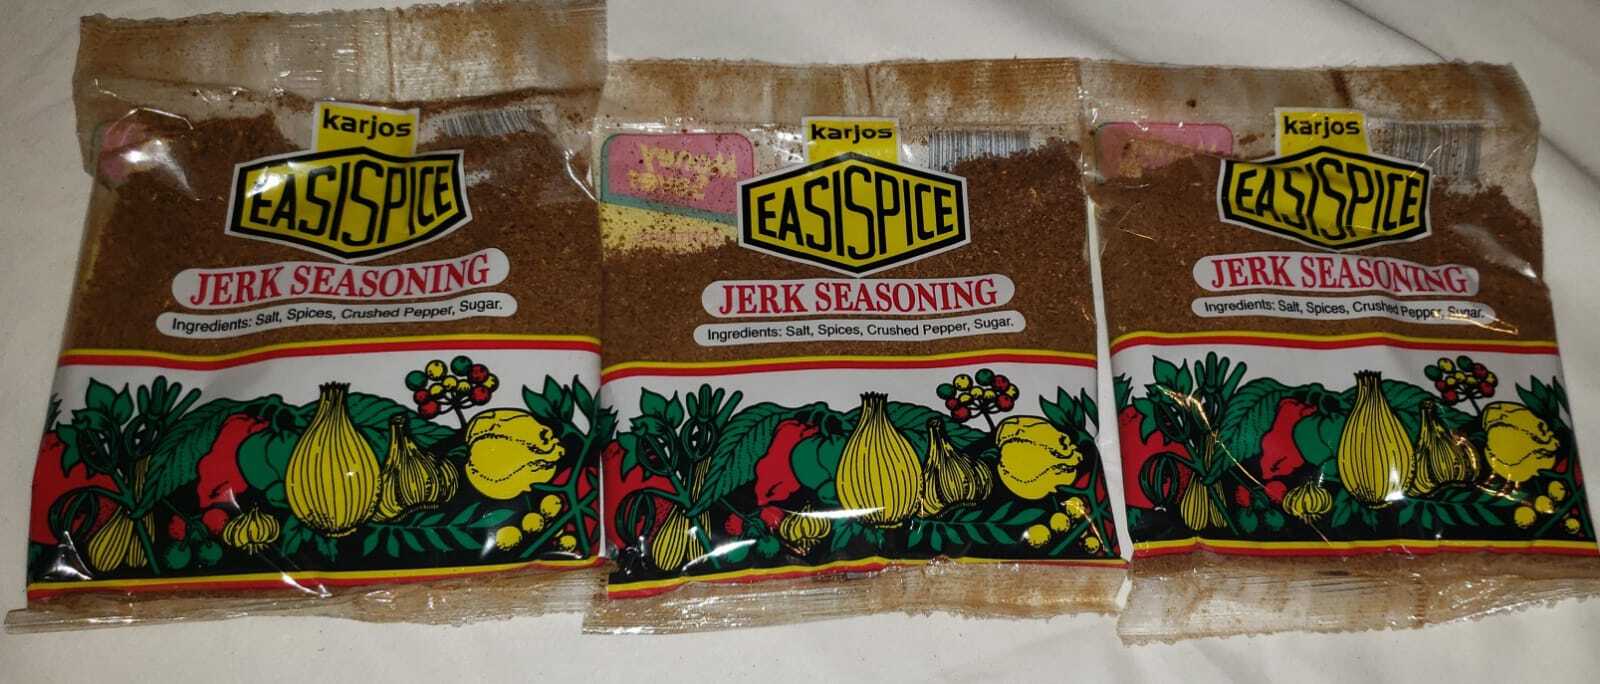 karjos
EASISPICE
JERK SEASONING
Ingredients: Salt, Spices, Crushed Pepper, Sugar.
karjos
EASISPICE
JERK SEASONING
Ingredients: Salt, Spices, Crushed Pepper, Sugar.
karjos
EASISPICE
JERK SEASONING
Ingredients: Salt, Spices, Crushed Pepper, Sugar.